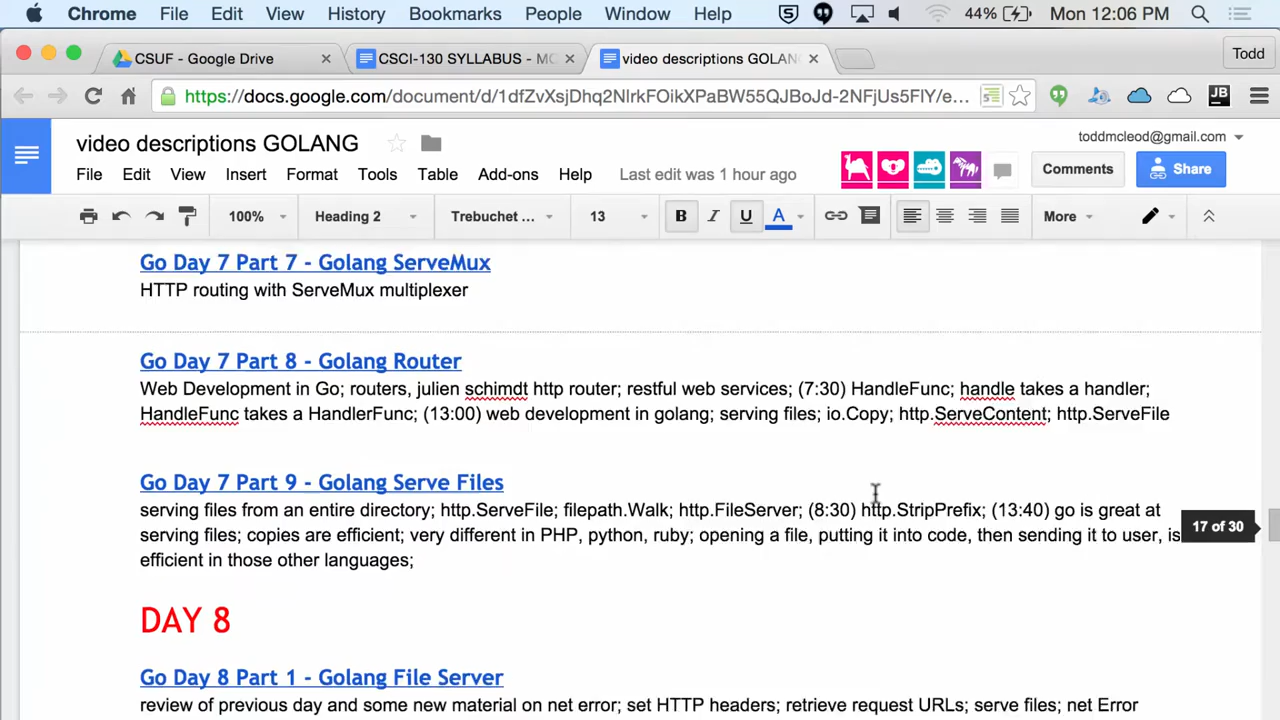 Chrome File Edit View History Bookmarks People Window Help 44% Mon 12:06 PM
CSUF - Google Drive CSCI-130 SYLLABUS - MC video descriptions GOLANG Todd
https://docs.google.com/document/d/1dfZvXsjDhq2NlrkFOikXPaBW55QJBoJd-2NFjUs5FlY/e... JB
video descriptions GOLANG toddmcleod@gmail.com
File Edit View Insert Format Tools Table Add-ons Help Last edit was 1 hour ago Comments Share
100% Heading 2 Trebuchet ... 13 B I U A More
Go Day 7 Part 7 - Golang ServeMux
HTTP routing with ServeMux multiplexer
Go Day 7 Part 8 - Golang Router
Web Development in Go; routers, julien schimdt http router; restful web services; (7:30) HandleFunc; handle takes a handler;
HandleFunc takes a HandlerFunc; (13:00) web development in golang; serving files; io.Copy; http.ServeContent; http.ServeFile
Go Day 7 Part 9 - Golang Serve Files
serving files from an entire directory; http.ServeFile; filepath.Walk; http.FileServer; (8:30) http.StripPrefix; (13:40) go is great at
serving files; copies are efficient; very different in PHP, python, ruby; opening a file, putting it into code, then sending it to user, is
17 of 30
efficient in those other languages;
DAY 8
Go Day 8 Part 1 - Golang File Server
review of previous day and some new material on net error; set HTTP headers; retrieve request URLs; serve files; net Error